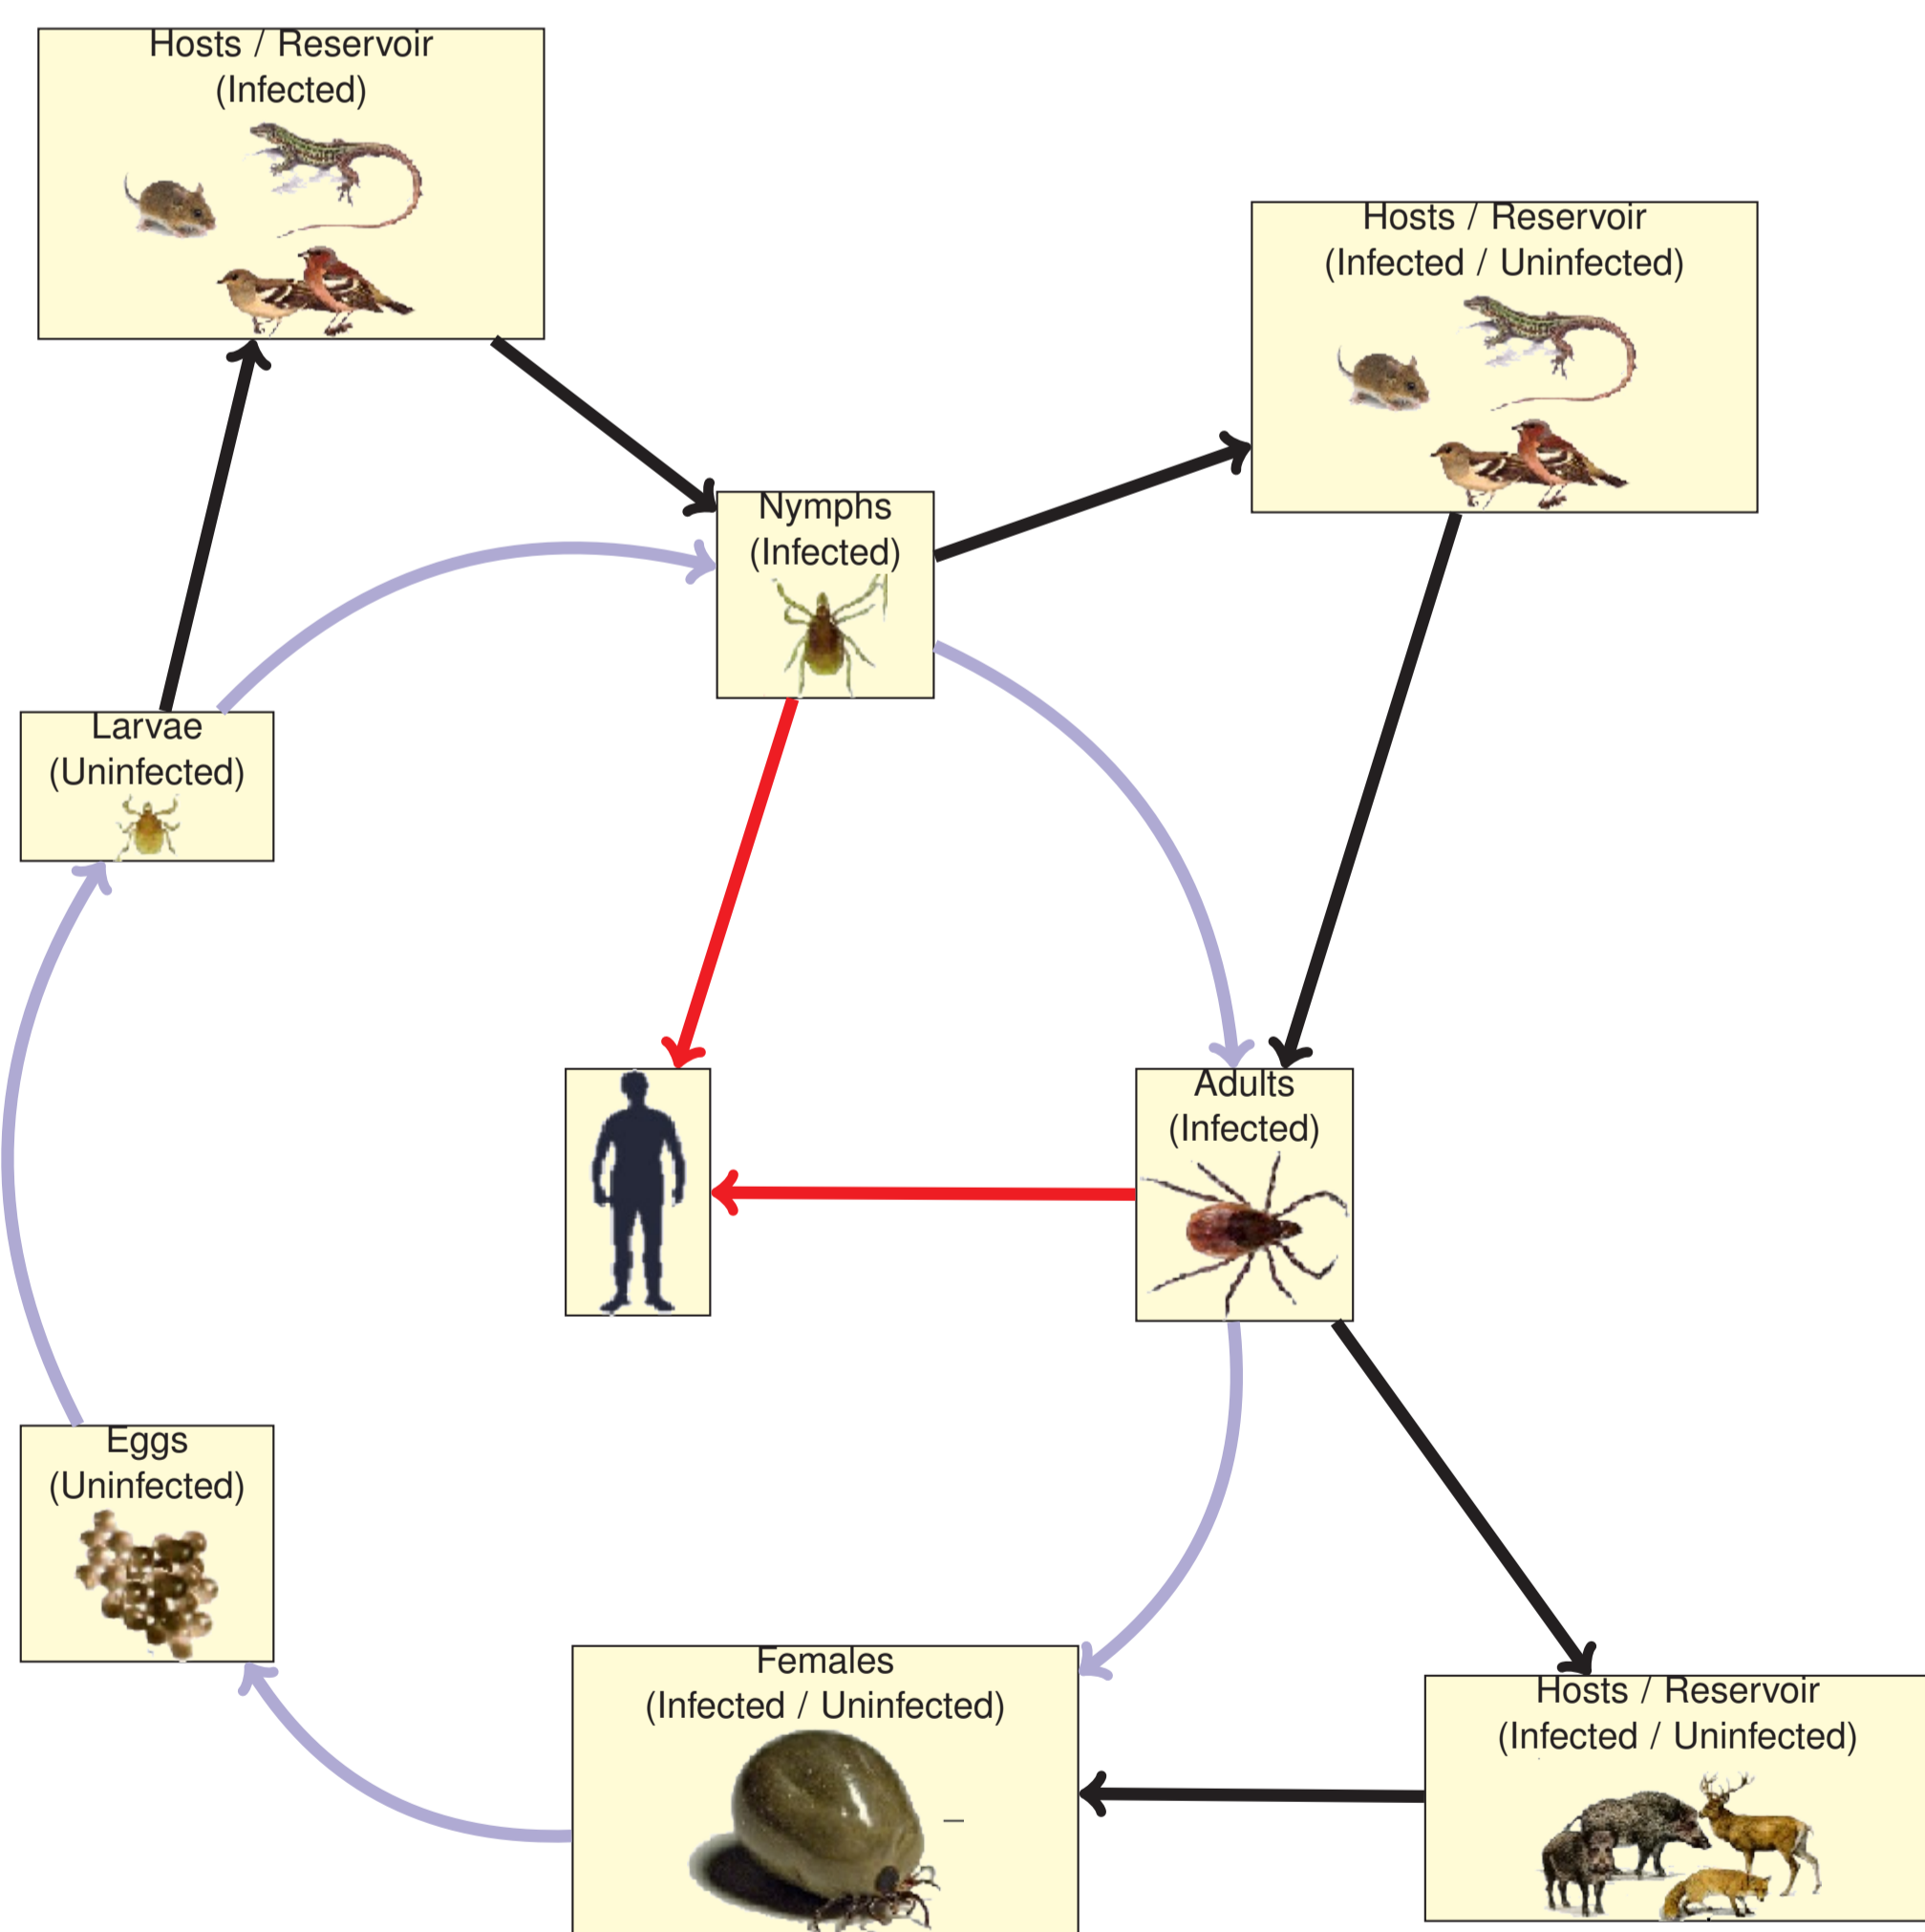 Hosts / Reservoir
(Infected)
Hosts / Reservoir
(Infected / Uninfected)
Nymphs
(Infected)
Larvae
(Uninfected)
Adults
(Infected)
Eggs
(Uninfected)
Females
(Infected / Uninfected)
Hosts / Reservoir
(Infected / Uninfected)